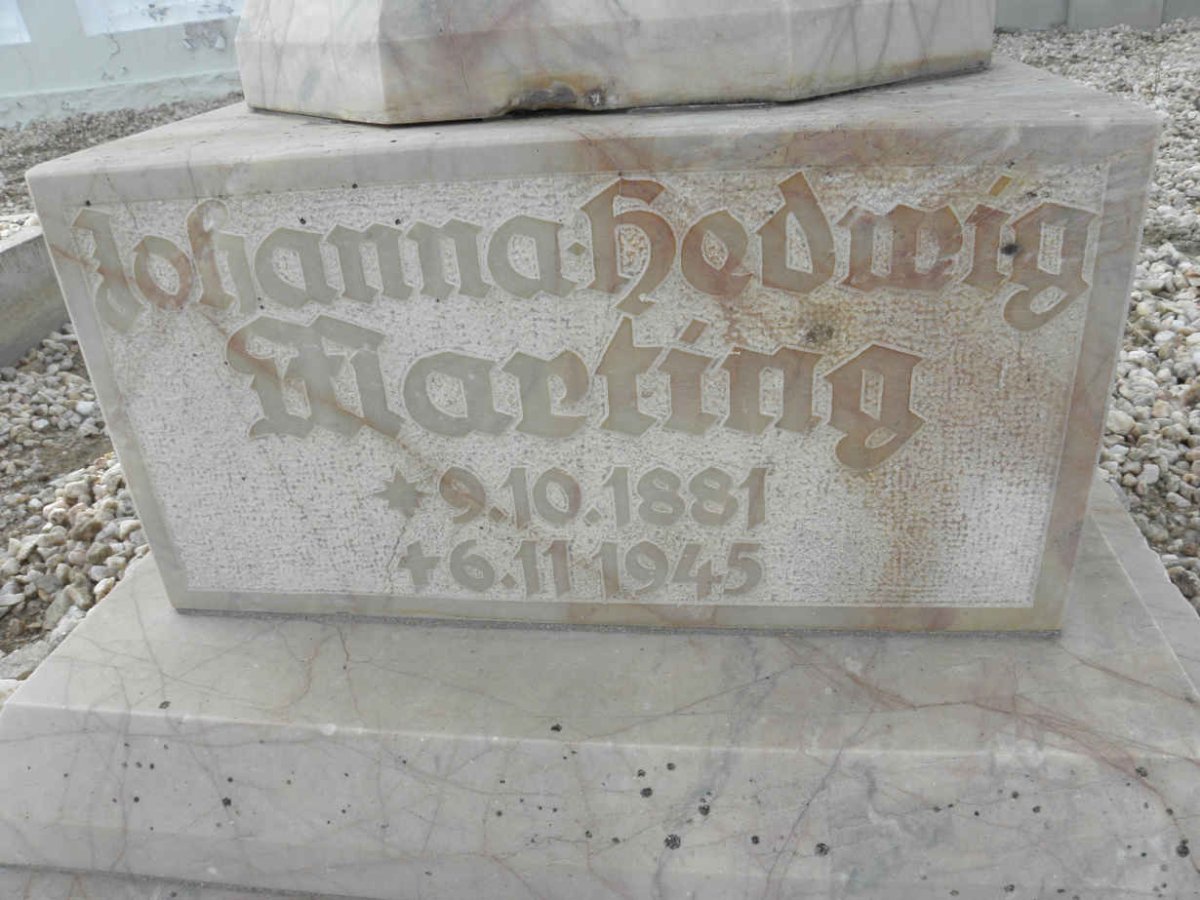 Johanna·Hedwig
Marting
* 9.10.1881
✝ 6.11.1945